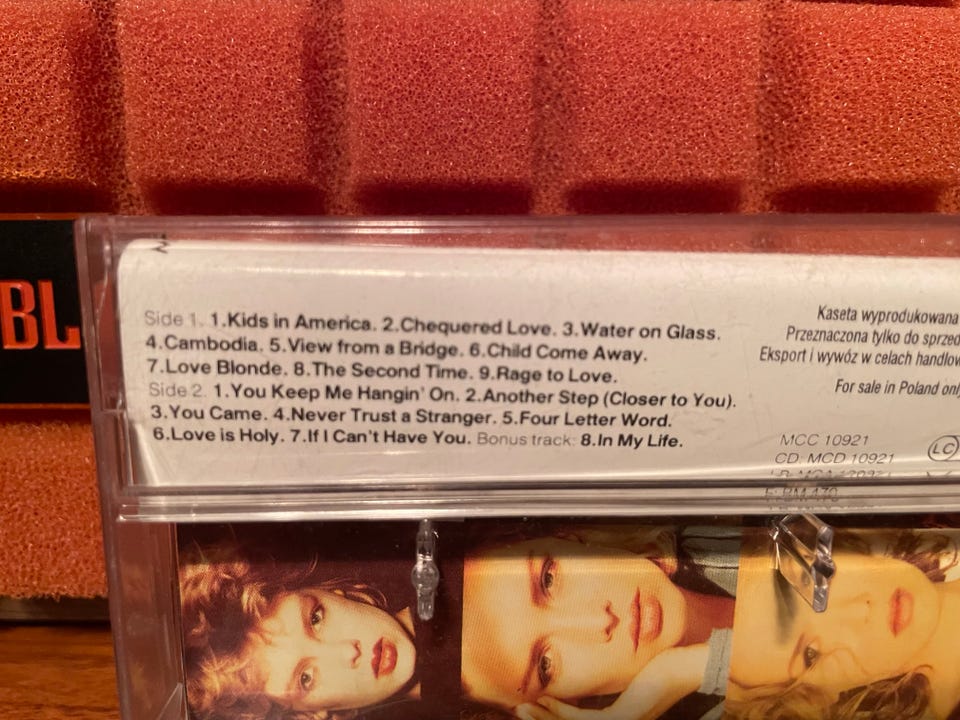 BL
Side 1. 1.Kids in America. 2.Chequered Love. 3.Water on Glass.
4.Cambodia. 5.View from a Bridge. 6.Child Come Away.
7.Love Blonde. 8.The Second Time. 9.Rage to Love.
Side 2. 1.You Keep Me Hangin' On. 2.Another Step (Closer to You).
3.You Came. 4.Never Trust a Stranger. 5.Four Letter Word.
6.Love is Holy. 7.If I Can't Have You. Bonus track: 8.In My Life.
Kaseta wyprodukowana
Przeznaczona tylko do sprzed
Eksport i wywóz w celach handlow
For sale in Poland only
MCC 10921
CD: MCD 10921
LC